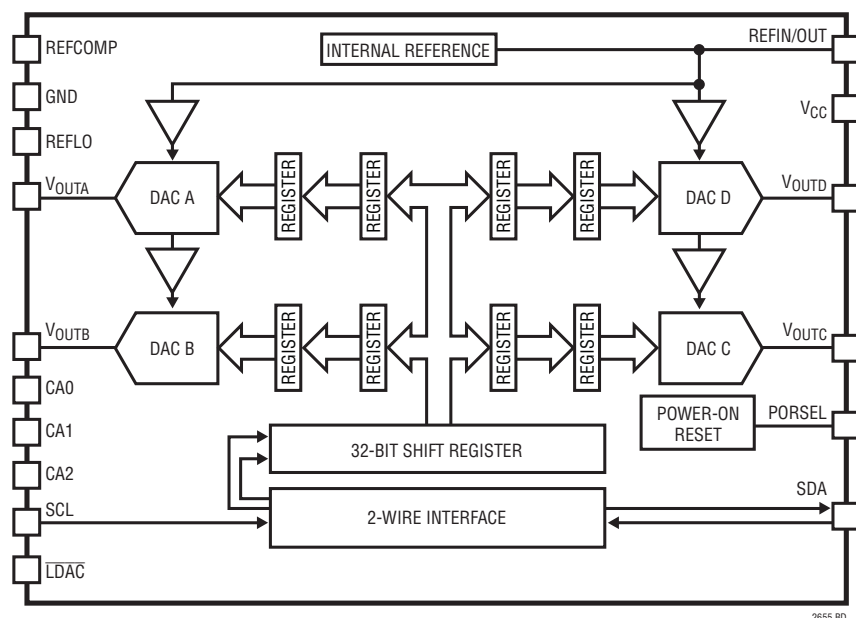 REFCOMP
INTERNAL REFERENCE
REFIN/OUT
GND
VCC
REFLO
VOUTA
DAC A
REGISTER
REGISTER
REGISTER
REGISTER
DAC D
VOUTD
VOUTB
DAC B
REGISTER
REGISTER
REGISTER
REGISTER
DAC C
VOUTC
CA0
CA1
CA2
POWER-ON
RESET
PORSEL
32-BIT SHIFT REGISTER
SCL
2-WIRE INTERFACE
SDA
LDAC
2655 BD